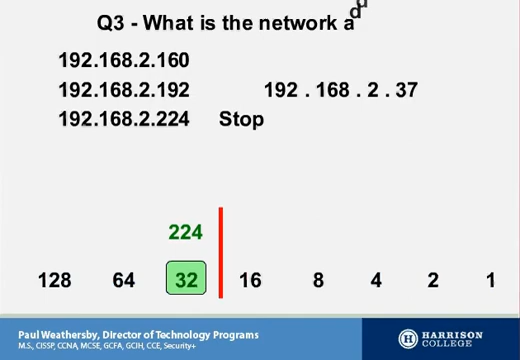 Q3 - What is the network add
192.168.2.160
192.168.2.192 192 . 168 . 2 . 37
192.168.2.224 Stop
224
128 64 32 16 8 4 2 1
Paul Weathersby, Director of Technology Programs
M.S., CISSP, CCNA, MCSE, GCFA, GCIH, CCE, Security+
HARRISON
COLLEGE